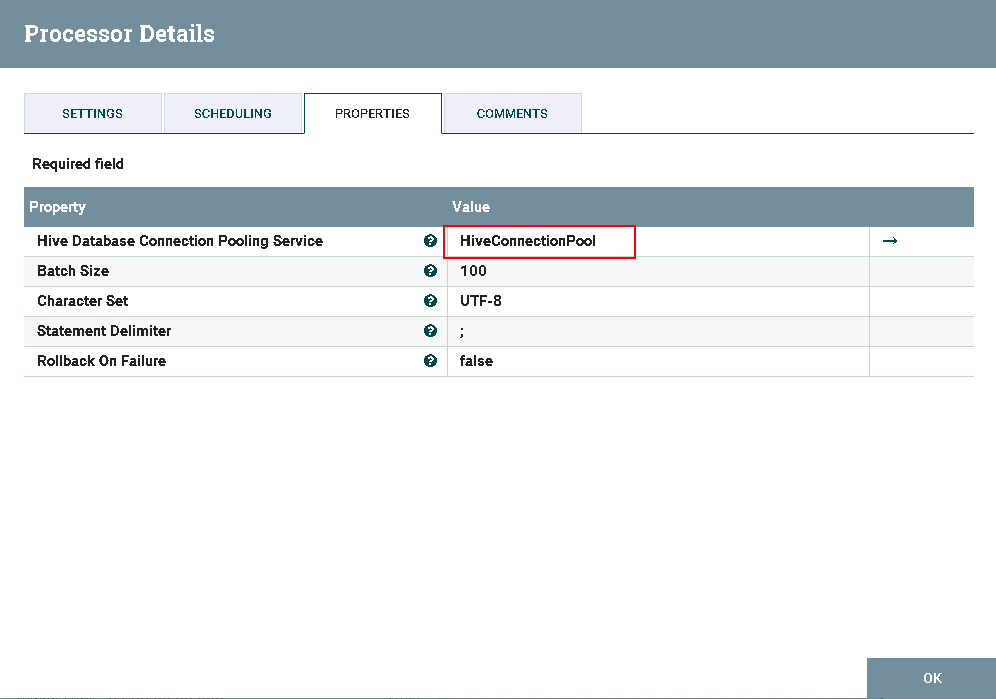 Processor Details
SETTINGS SCHEDULING PROPERTIES COMMENTS
Required field
Property Value
Hive Database Connection Pooling Service HiveConnectionPool →
Batch Size 100
Character Set UTF-8
Statement Delimiter ;
Rollback On Failure false
OK